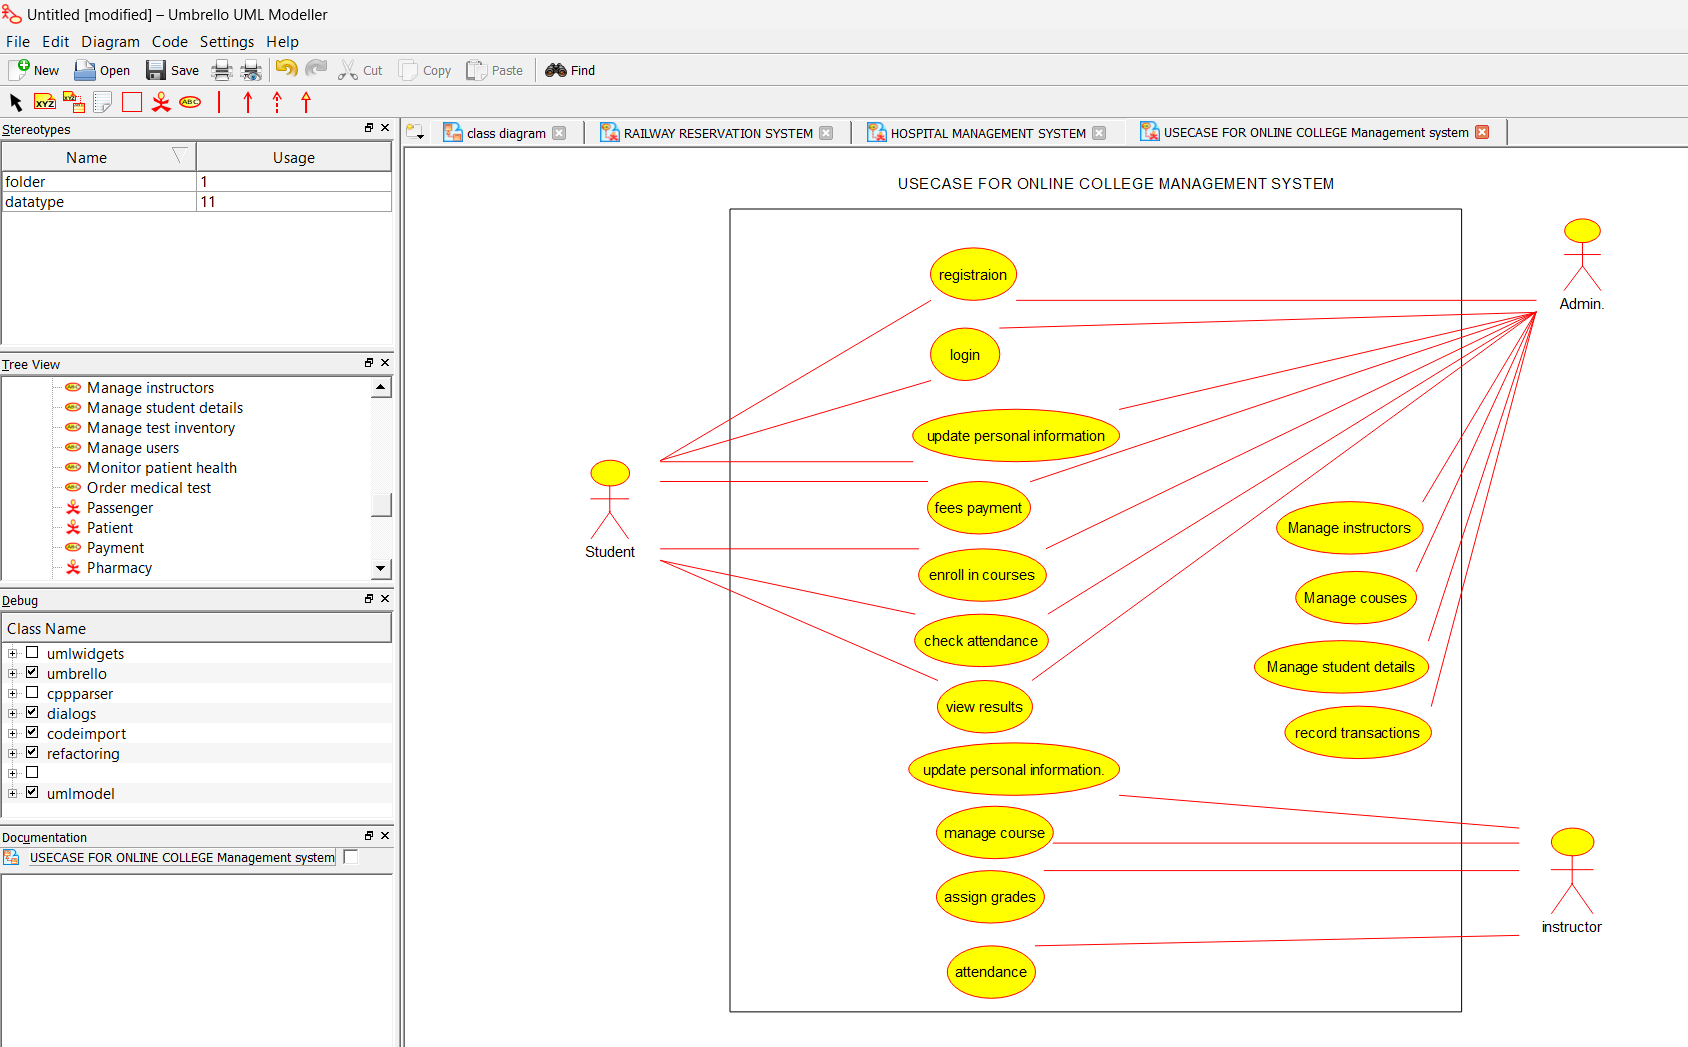 Untitled [modified] – Umbrello UML Modeller
File Edit Diagram Code Settings Help
New Open Save Cut Copy Paste Find
XYZ XYZ ABC
Stereotypes
Name Usage
folder 1
datatype 11
Tree View
Manage instructors
Manage student details
Manage test inventory
Manage users
Monitor patient health
Order medical test
Passenger
Patient
Payment
Pharmacy
Debug
Class Name
umlwidgets
umbrello
cppparser
dialogs
codeimport
refactoring
umlmodel
Documentation
USECASE FOR ONLINE COLLEGE Management system
class diagram RAILWAY RESERVATION SYSTEM HOSPITAL MANAGEMENT SYSTEM USECASE FOR ONLINE COLLEGE Management system
USECASE FOR ONLINE COLLEGE MANAGEMENT SYSTEM
registraion
Admin.
login
update personal information
fees payment
Manage instructors
Student
enroll in courses
Manage couses
check attendance
Manage student details
view results
record transactions
update personal information.
manage course
assign grades
instructor
attendance